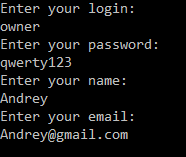 Enter your login:
owner
Enter your password:
qwerty123
Enter your name:
Andrey
Enter your email:
Andrey@gmail.com